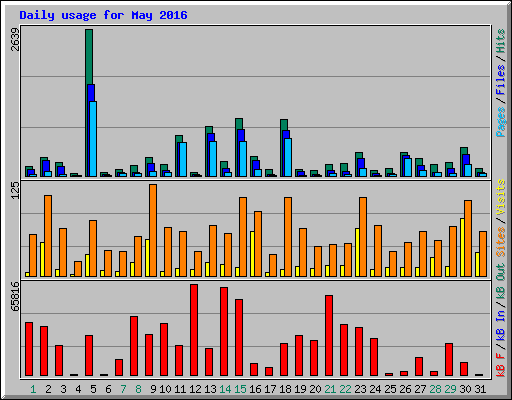 Daily usage for May 2016
2639
Pages / Files / Hits
125
Sites / Visits
65816
kB F / kB In / kB Out
1 2 3 4 5 6 7 8 9 10 11 12 13 14 15 16 17 18 19 20 21 22 23 24 25 26 27 28 29 30 31